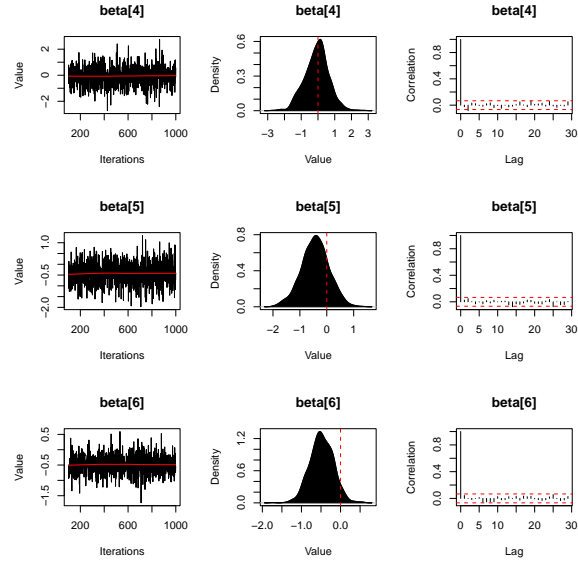 beta[4] beta[4] beta[4]
Value
−2 0 2
200 600 1000
Iterations
Density
0.0 0.3 0.6
−3 −1 0 1 2 3
Value
Correlation
0.0 0.4 0.8
0 5 10 20 30
Lag
beta[5] beta[5] beta[5]
Value
−2.0 −0.5 1.0
200 600 1000
Iterations
Density
0.0 0.4 0.8
−2 −1 0 1
Value
Correlation
0.0 0.4 0.8
0 5 10 20 30
Lag
beta[6] beta[6] beta[6]
Value
−1.5 −0.5 0.5
200 600 1000
Iterations
Density
0.0 0.6 1.2
−2.0 −1.0 0.0
Value
Correlation
0.0 0.4 0.8
0 5 10 20 30
Lag